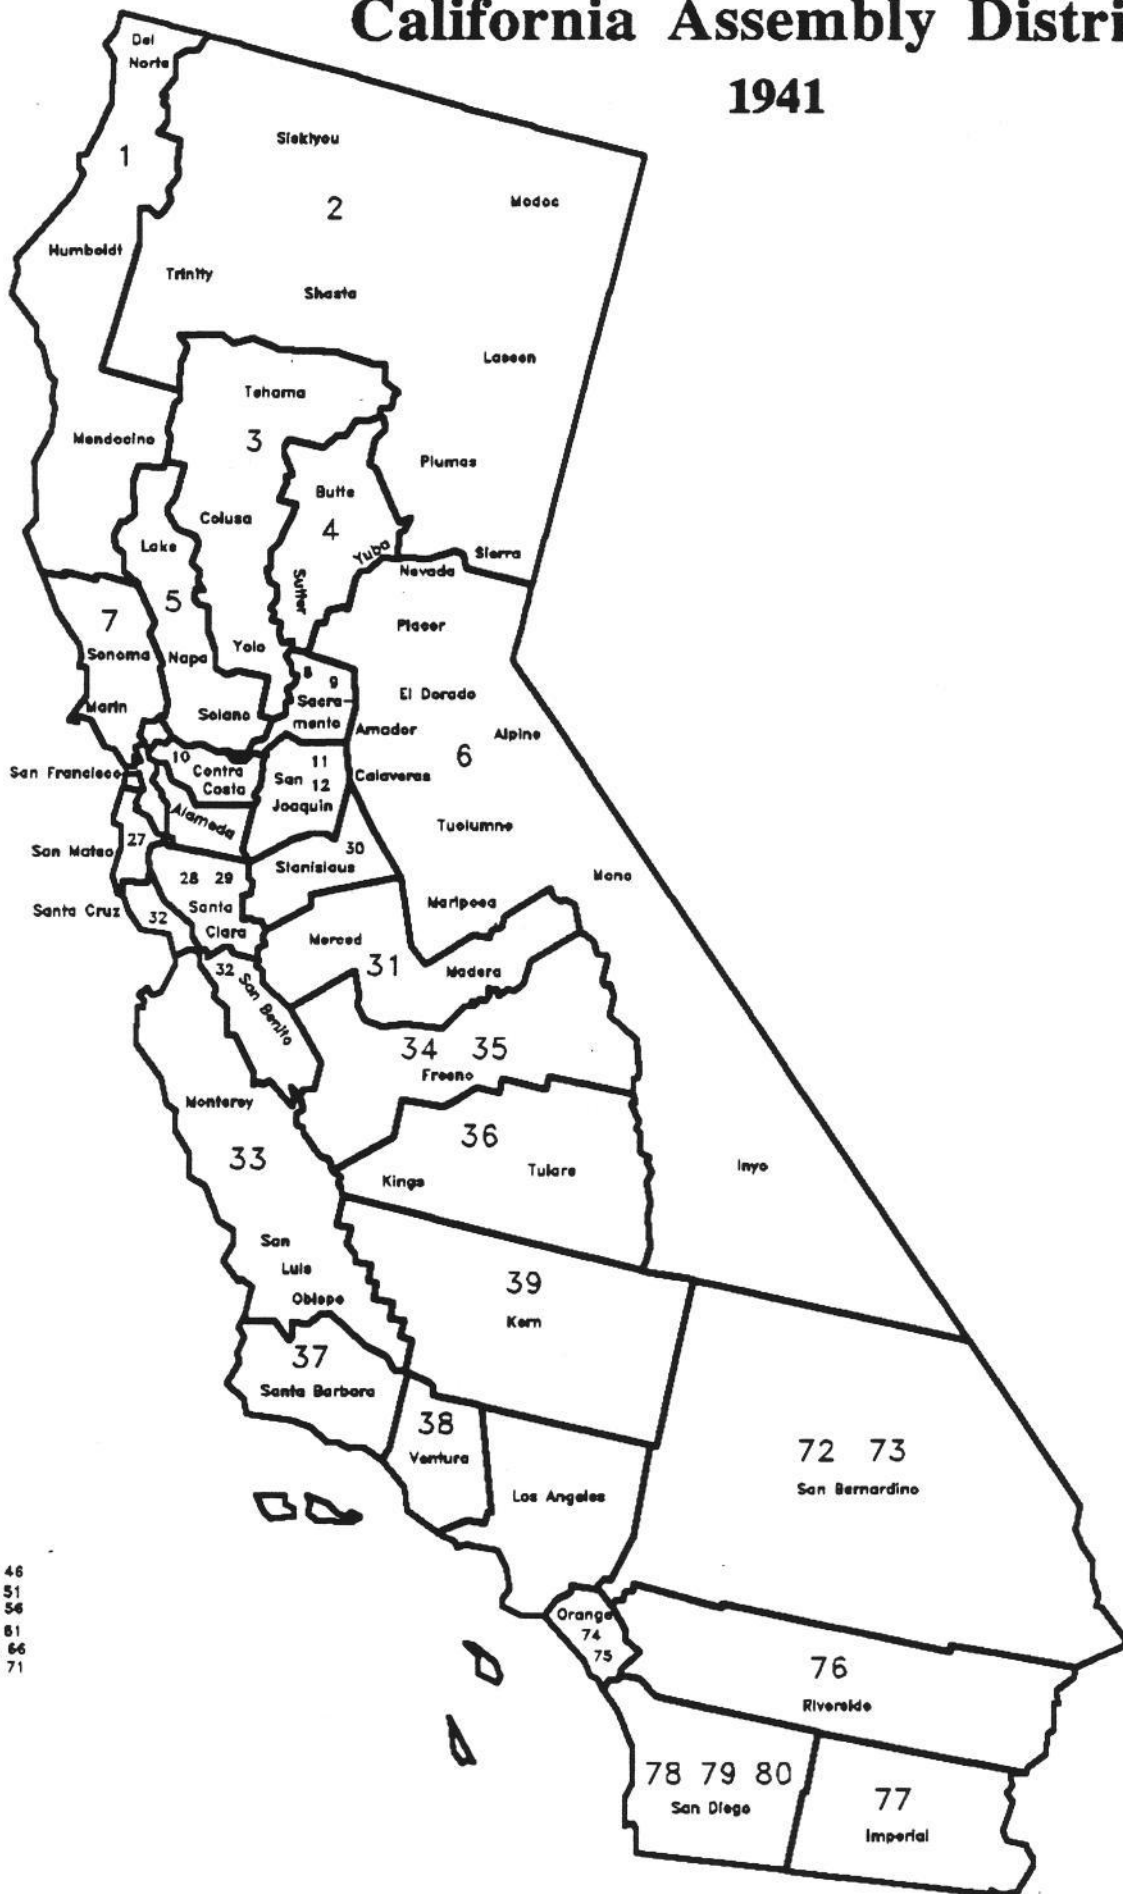 California Assembly Distri
1941
Del
Norte
1
Siskiyou
2
Modoc
Humboldt
Trinity
Shasta
Lassen
Tehama
3
Mendocino
Plumas
Butte
Colusa
4
Lake
Yuba
Sierra
Nevada
Sutter
5
7
Placer
Yolo
Sonoma
Napa
8
9
El Dorado
Sacra-
mento
Marin
Solano
Amador
Alpine
6
10
Contra
Costa
11
San
12
Joaquin
Calaveras
San Francisco
Alameda
Tuolumne
27
San Mateo
30
Stanislaus
Mono
28 29
Santa
Clara
Mariposa
Santa Cruz
32
Merced
31
Madera
32
San Benito
34 35
Fresno
Monterey
36
33
Kings
Tulare
Inyo
San
Luis
Obispo
39
Kern
37
Santa Barbara
38
Ventura
72 73
San Bernardino
Los Angeles
46
51
56
61
66
71
Orange
74
75
76
Riverside
78 79 80
San Diego
77
Imperial